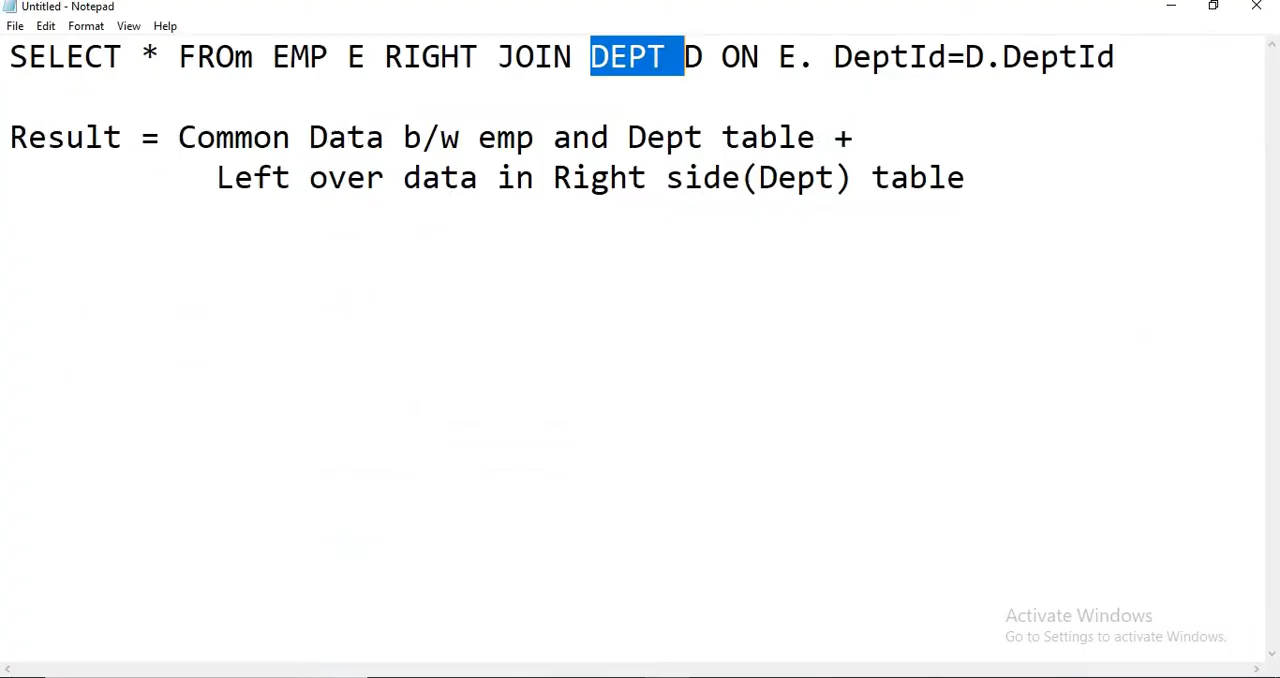 Untitled - Notepad
File Edit Format View Help
SELECT * FROm EMP E RIGHT JOIN DEPT D ON E. DeptId=D.DeptId
Result = Common Data b/w emp and Dept table +
Left over data in Right side(Dept) table
Activate Windows
Go to Settings to activate Windows.